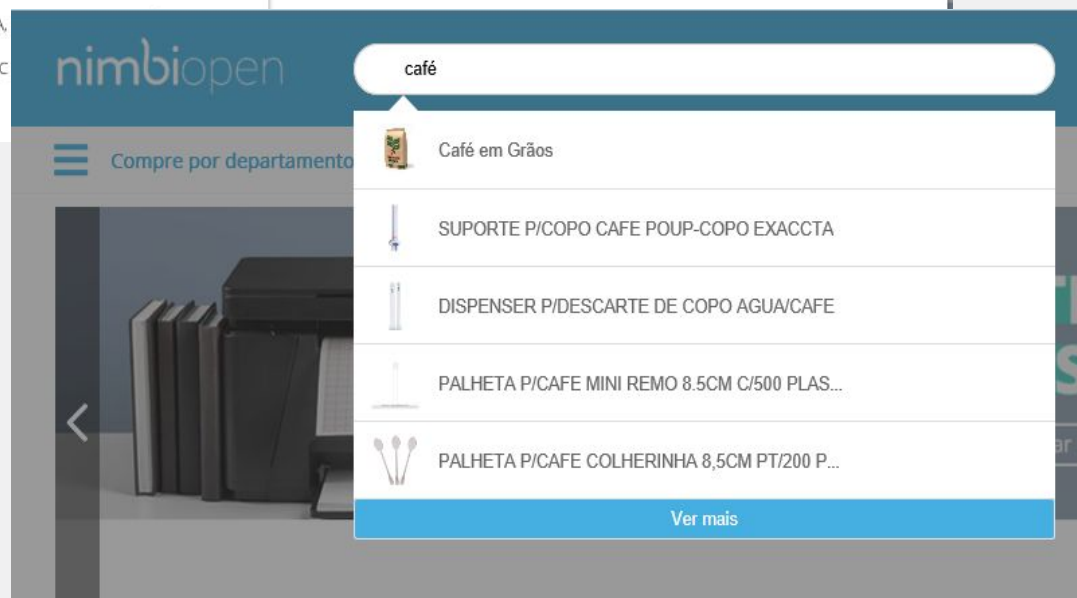 nimbiopen
café
Compre por departamento
Café em Grãos
SUPORTE P/COPO CAFE POUP-COPO EXACCTA
DISPENSER P/DESCARTE DE COPO AGUA/CAFE
PALHETA P/CAFE MINI REMO 8.5CM C/500 PLAS...
PALHETA P/CAFE COLHERINHA 8,5CM PT/200 P...
Ver mais